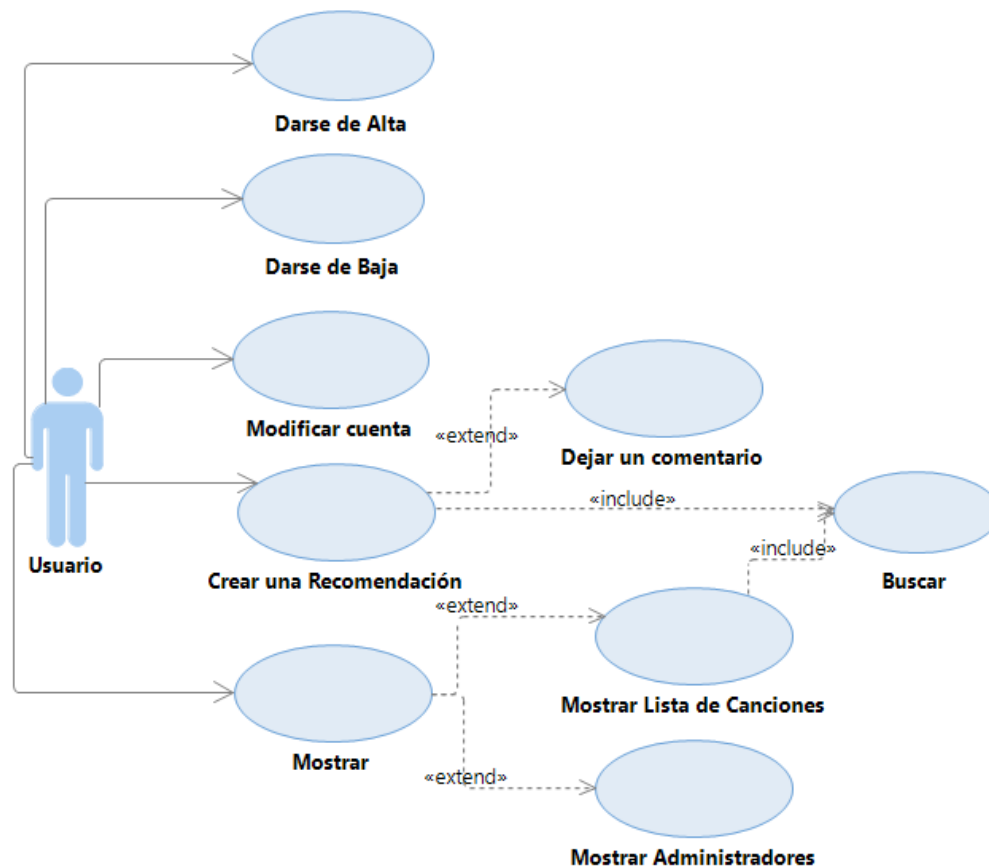 Darse de Alta
Darse de Baja
Modificar cuenta
«extend»
Dejar un comentario
«include»
Usuario
Crear una Recomendación
«include»
Buscar
«extend»
Mostrar Lista de Canciones
Mostrar
«extend»
Mostrar Administradores